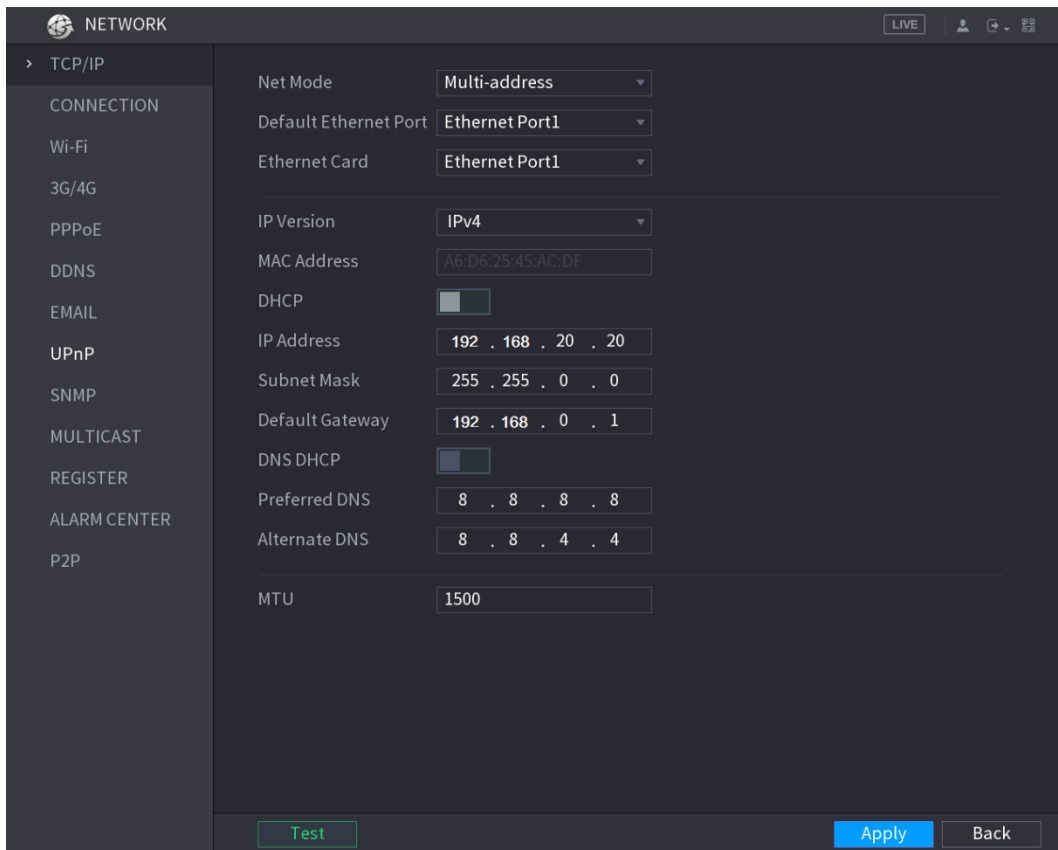 NETWORK
LIVE
TCP/IP
CONNECTION
Wi-Fi
3G/4G
PPPoE
DDNS
EMAIL
UPnP
SNMP
MULTICAST
REGISTER
ALARM CENTER
P2P
Net Mode Multi-address
Default Ethernet Port Ethernet Port1
Ethernet Card Ethernet Port1
IP Version IPv4
MAC Address A6:D6:25:45:AC:DF
DHCP
IP Address 192 . 168 . 20 . 20
Subnet Mask 255 . 255 . 0 . 0
Default Gateway 192 . 168 . 0 . 1
DNS DHCP
Preferred DNS 8 . 8 . 8 . 8
Alternate DNS 8 . 8 . 4 . 4
MTU 1500
Test
Apply
Back